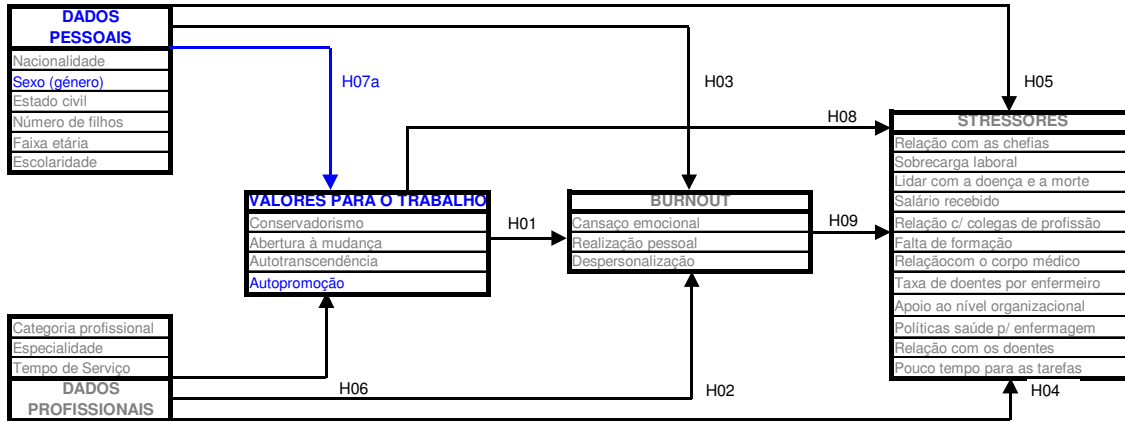 DADOS
PESSOAIS
Nacionalidade
Sexo (género)
Estado civil
Número de filhos
Faixa etária
Escolaridade
H07a
H03
H05
H08
STRESSORES
Relação com as chefias
Sobrecarga laboral
Lidar com a doença e a morte
Salário recebido
Relação c/ colegas de profissão
Falta de formação
Relaçãocom o corpo médico
Taxa de doentes por enfermeiro
Apoio ao nível organizacional
Políticas saúde p/ enfermagem
Relação com os doentes
Pouco tempo para as tarefas
VALORES PARA O TRABALHO
Conservadorismo
Abertura à mudança
Autotranscendência
Autopromoção
H01
BURNOUT
Cansaço emocional
Realização pessoal
Despersonalização
H09
Categoria profissional
Especialidade
Tempo de Serviço
DADOS
PROFISSIONAIS
H06
H02
H04